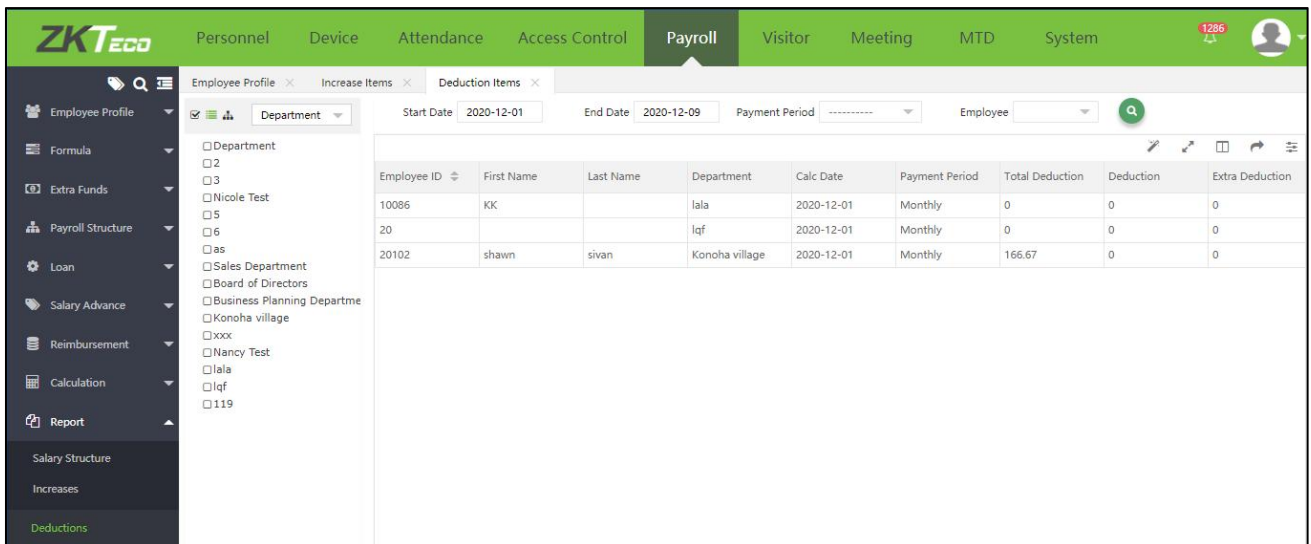 ZKTECO Personnel Device Attendance Access Control Payroll Visitor Meeting MTD System 1286
Employee Profile Increase Items Deduction Items
Employee Profile
Formula
Extra Funds
Payroll Structure
Loan
Salary Advance
Reimbursement
Calculation
Report
Salary Structure
Increases
Deductions
Department
Department
2
3
Nicole Test
5
6
as
Sales Department
Board of Directors
Business Planning Departme
Konoha village
xxx
Nancy Test
lala
lqf
119
Start Date 2020-12-01 End Date 2020-12-09 Payment Period ---------- Employee
Employee ID First Name Last Name Department Calc Date Payment Period Total Deduction Deduction Extra Deduction
10086 KK lala 2020-12-01 Monthly 0 0 0
20 lqf 2020-12-01 Monthly 0 0 0
20102 shawn sivan Konoha village 2020-12-01 Monthly 166.67 0 0